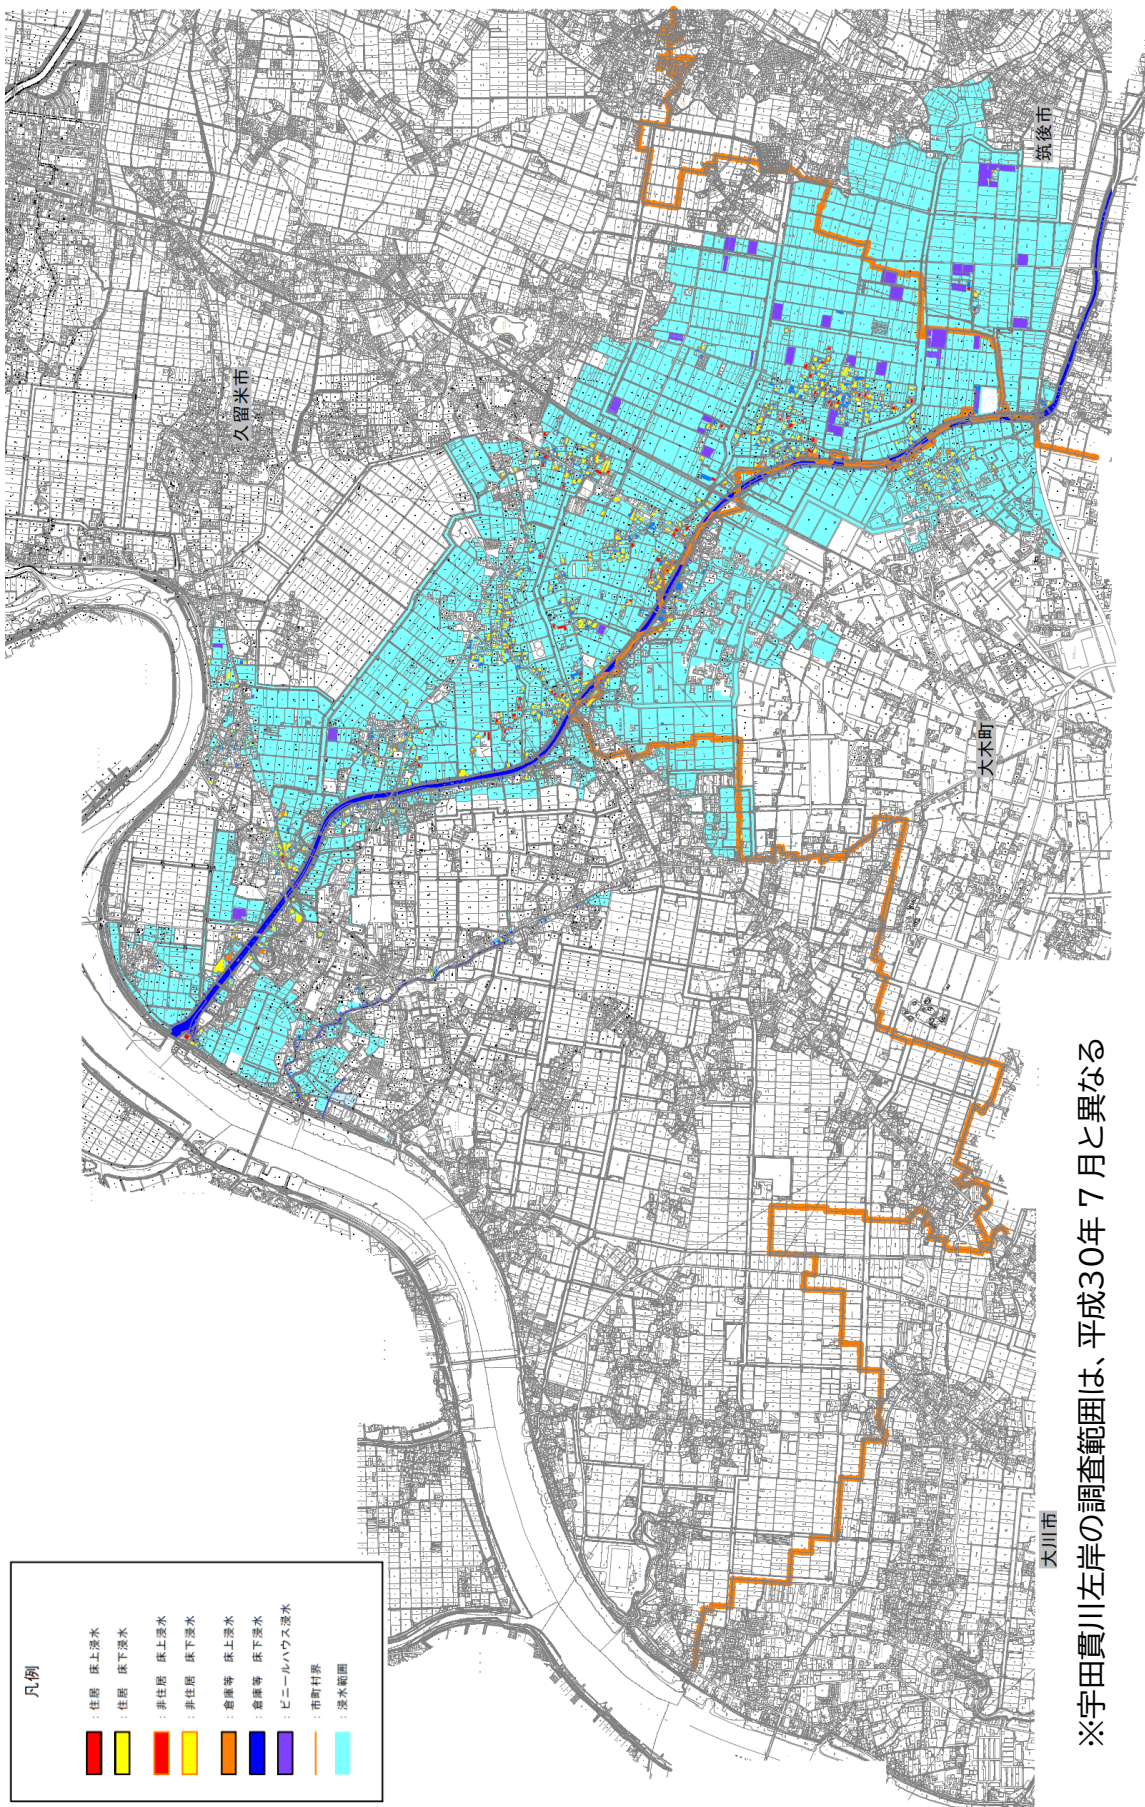 凡例
：住居　床上浸水
：住居　床下浸水
：非住居　床上浸水
：非住居　床下浸水
：倉庫等　床上浸水
：倉庫等　床下浸水
：ビニールハウス浸水
：市町村界
：浸水範囲
久留米市
筑後市
大木町
大川市
※宇田貫川左岸の調査範囲は、平成30年７月と異なる